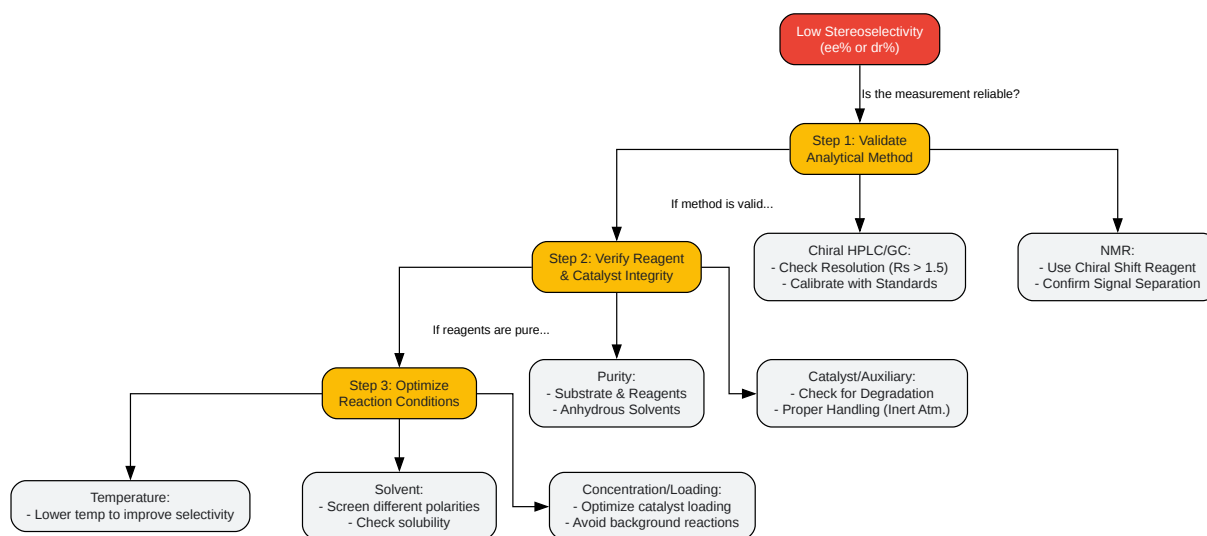 Low Stereoselectivity
(ee% or dr%)
Is the measurement reliable?
Step 1: Validate
Analytical Method
If method is valid...
Chiral HPLC/GC:
- Check Resolution (Rs > 1.5)
- Calibrate with Standards
NMR:
- Use Chiral Shift Reagent
- Confirm Signal Separation
Step 2: Verify Reagent
& Catalyst Integrity
If reagents are pure...
Purity:
- Substrate & Reagents
- Anhydrous Solvents
Catalyst/Auxiliary:
- Check for Degradation
- Proper Handling (Inert Atm.)
Step 3: Optimize
Reaction Conditions
Temperature:
- Lower temp to improve selectivity
Solvent:
- Screen different polarities
- Check solubility
Concentration/Loading:
- Optimize catalyst loading
- Avoid background reactions